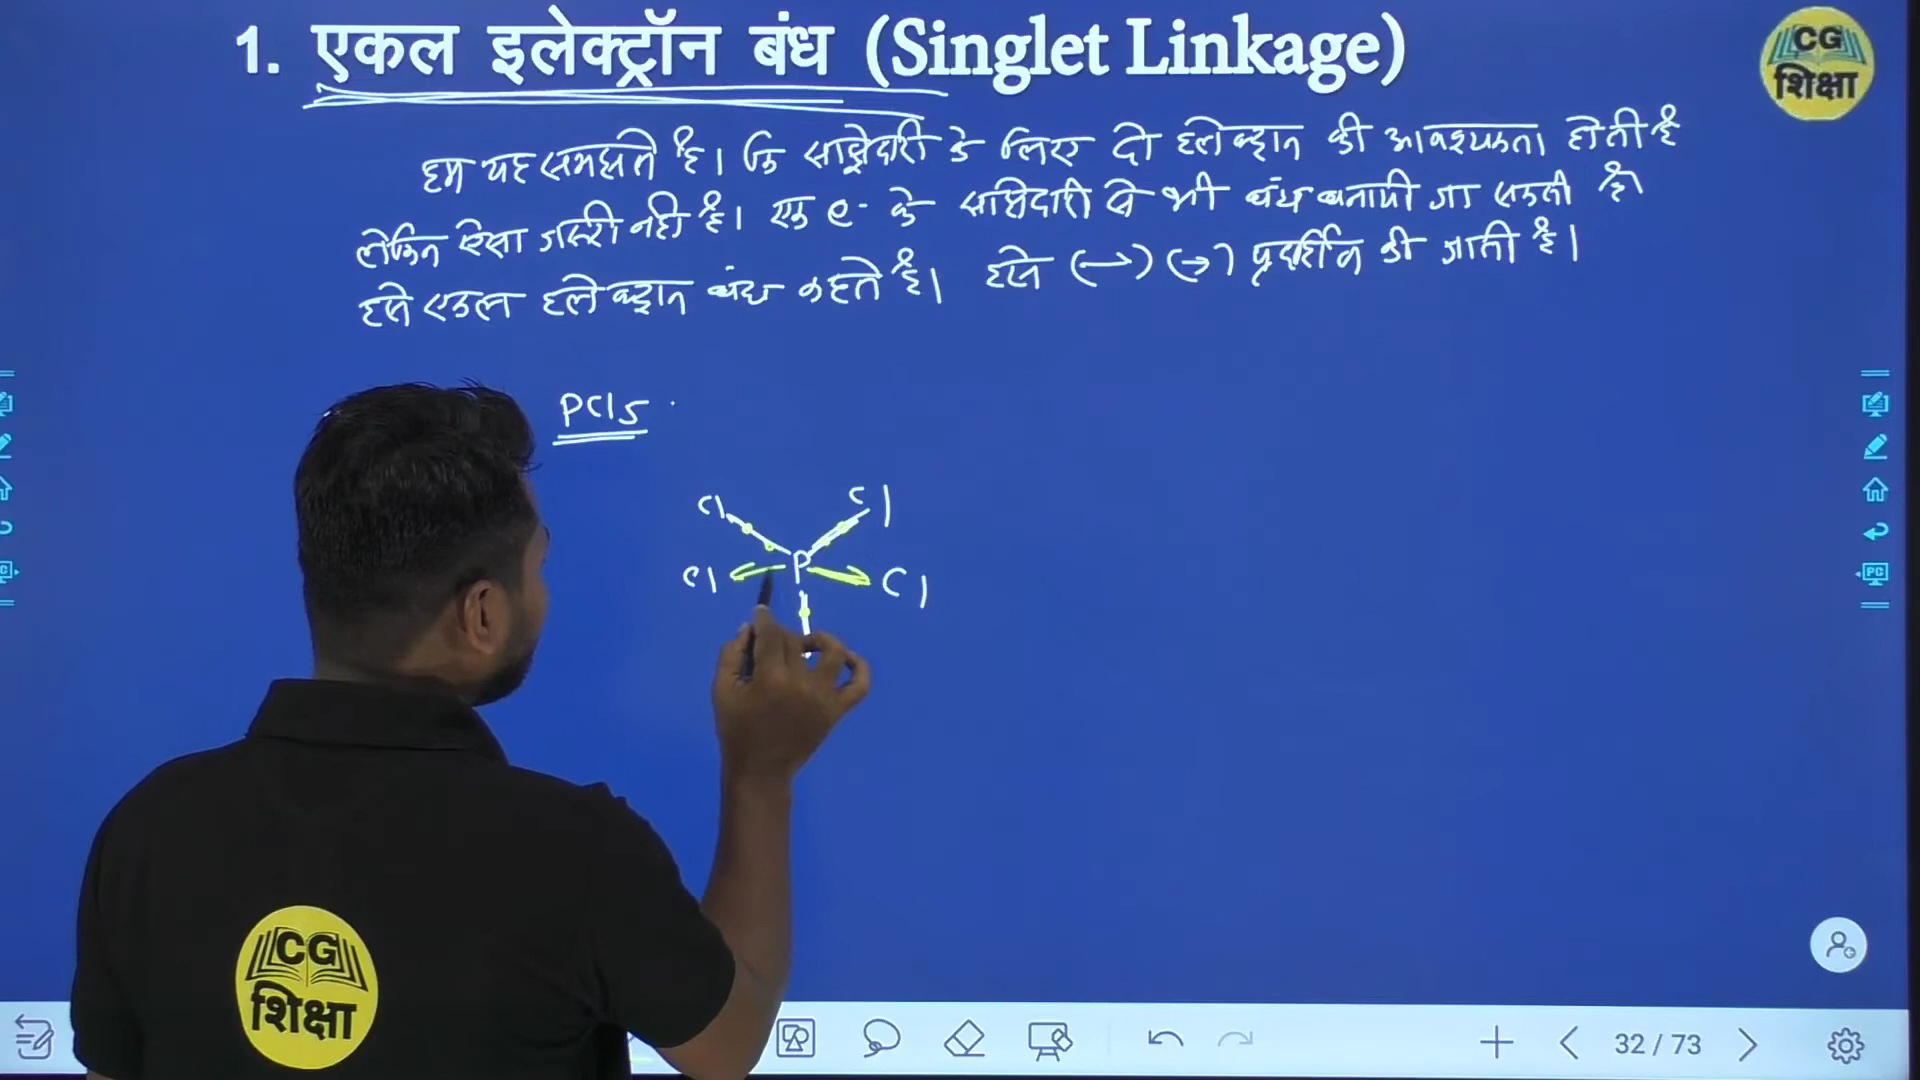 1. एकल इलेक्ट्रॉन बंध (Singlet Linkage)
CG
शिक्षा
हम यह समझते है। कि साझेदारी के लिए दो इलेक्ट्रान की आवश्यकता होती है
लेकिन ऐसा जरूरी नही है। एक e- के साझेदारी से भी बंध बनायी जा सकती है।
इसे एकल इलेक्ट्रान बंध कहते है। इसे (⟶) (→) प्रदर्शित की जाती है।
PCl5
Cl Cl
Cl P Cl
CG
शिक्षा
PC
32 / 73